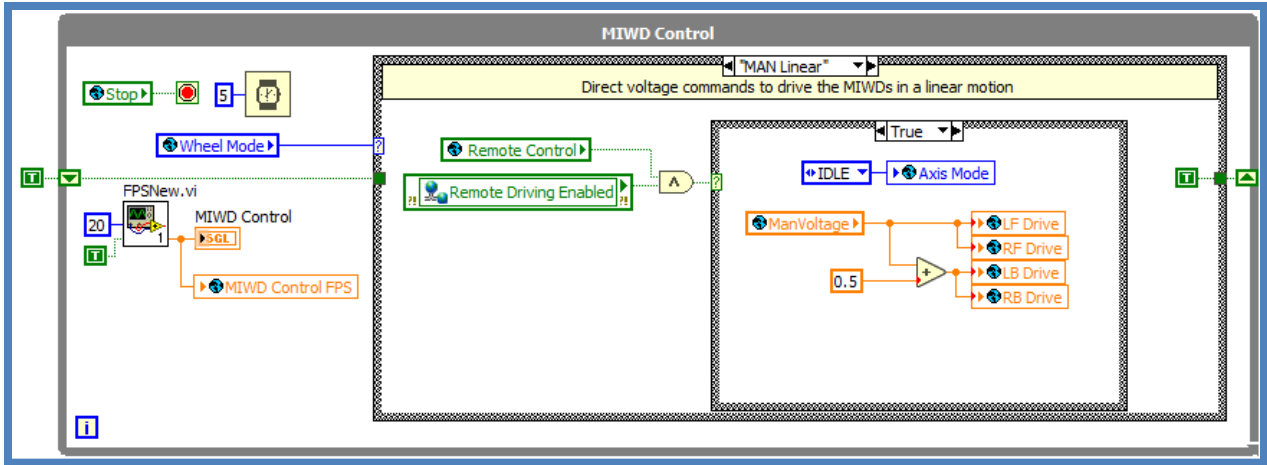 MIWD Control
"MAN Linear"
Direct voltage commands to drive the MIWDs in a linear motion
Stop
5
Wheel Mode
Remote Control
True
?
T
Remote Driving Enabled
?!
?!
∧
?
IDLE
Axis Mode
T
FPSNew.vi
20
1
T
MIWD Control
SGL
MIWD Control FPS
ManVoltage
LF Drive
RF Drive
0.5
+
LB Drive
RB Drive
i